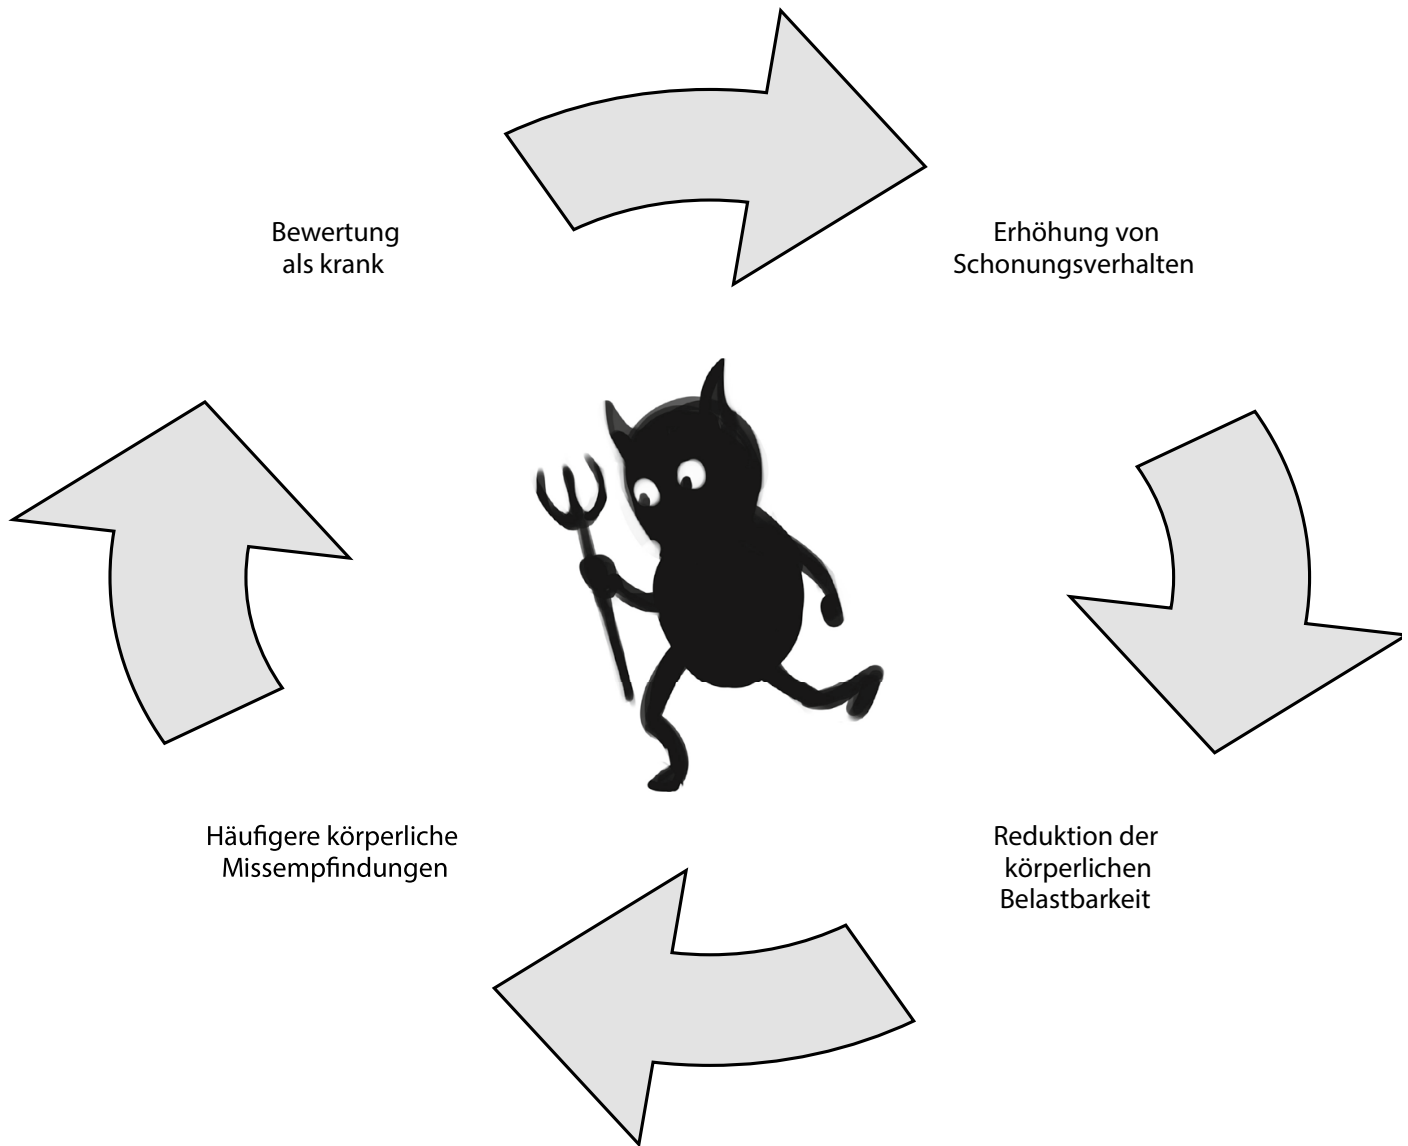 Bewertung
als krank
Erhöhung von
Schonungsverhalten
Häufigere körperliche
Missempfindungen
Reduktion der
körperlichen
Belastbarkeit